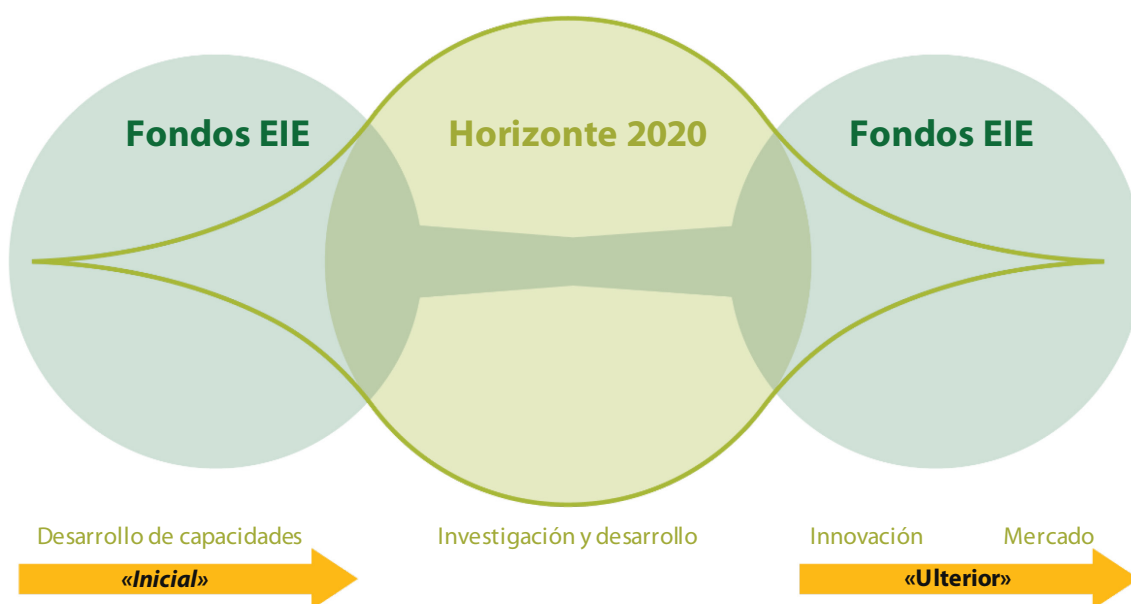 Fondos EIE
Horizonte 2020
Fondos EIE
Desarrollo de capacidades
Investigación y desarrollo
Innovación
Mercado
«Inicial»
«Ulterior»